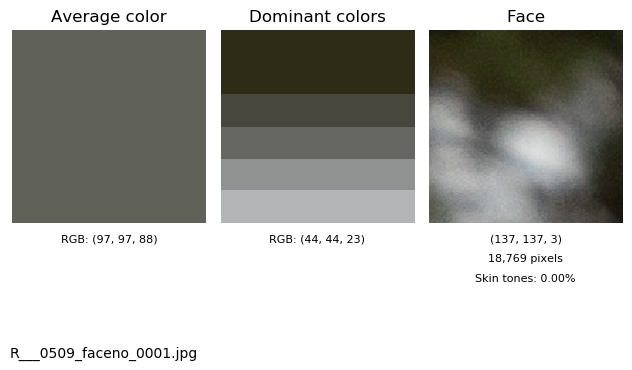 Average color
Dominant colors
Face
RGB: (97, 97, 88)
RGB: (44, 44, 23)
(137, 137, 3)
18,769 pixels
Skin tones: 0.00%
R___0509_faceno_0001.jpg